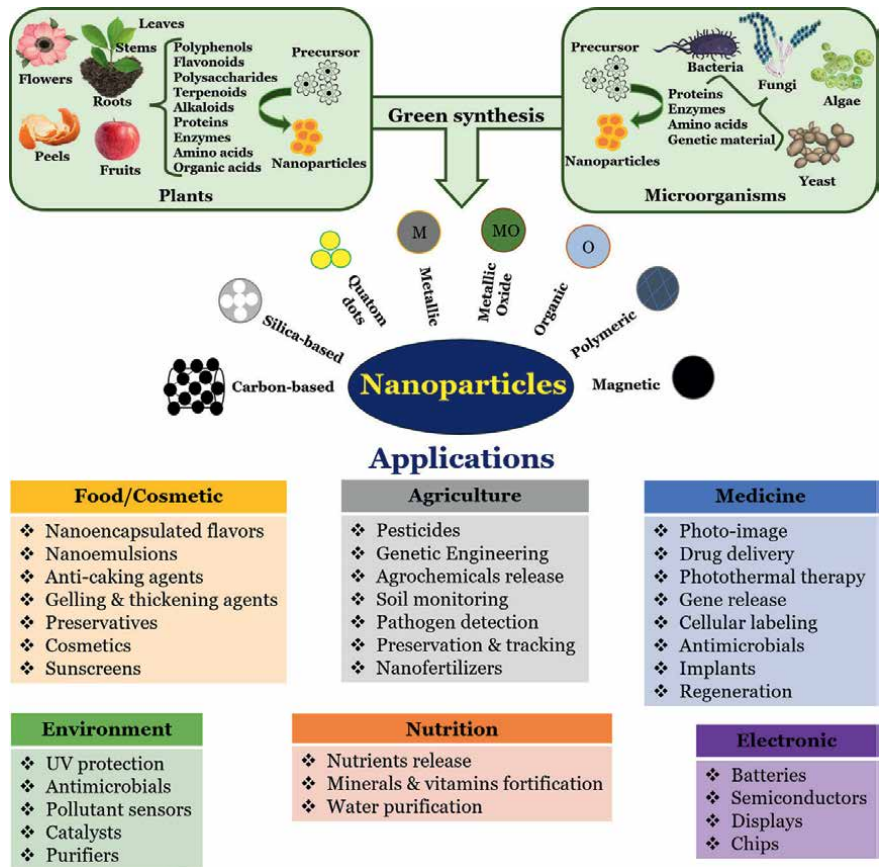 Leaves
Stems
Flowers
Roots
Peels
Fruits
Polyphenols
Flavonoids
Polysaccharides
Terpenoids
Alkaloids
Proteins
Enzymes
Amino acids
Organic acids
Precursor
Nanoparticles
Plants
Green synthesis
Precursor
Nanoparticles
Bacteria
Fungi
Algae
Proteins
Enzymes
Amino acids
Genetic material
Yeast
Microorganisms
Carbon-based
Silica-based
Quatom
dots
M
Metallic
MO
Metallic
Oxide
O
Organic
Polymeric
Magnetic
Nanoparticles
Applications
Food/Cosmetic
❖ Nanoencapsulated flavors
❖ Nanoemulsions
❖ Anti-caking agents
❖ Gelling & thickening agents
❖ Preservatives
❖ Cosmetics
❖ Sunscreens
Agriculture
❖ Pesticides
❖ Genetic Engineering
❖ Agrochemicals release
❖ Soil monitoring
❖ Pathogen detection
❖ Preservation & tracking
❖ Nanofertilizers
Medicine
❖ Photo-image
❖ Drug delivery
❖ Photothermal therapy
❖ Gene release
❖ Cellular labeling
❖ Antimicrobials
❖ Implants
❖ Regeneration
Environment
❖ UV protection
❖ Antimicrobials
❖ Pollutant sensors
❖ Catalysts
❖ Purifiers
Nutrition
❖ Nutrients release
❖ Minerals & vitamins fortification
❖ Water purification
Electronic
❖ Batteries
❖ Semiconductors
❖ Displays
❖ Chips